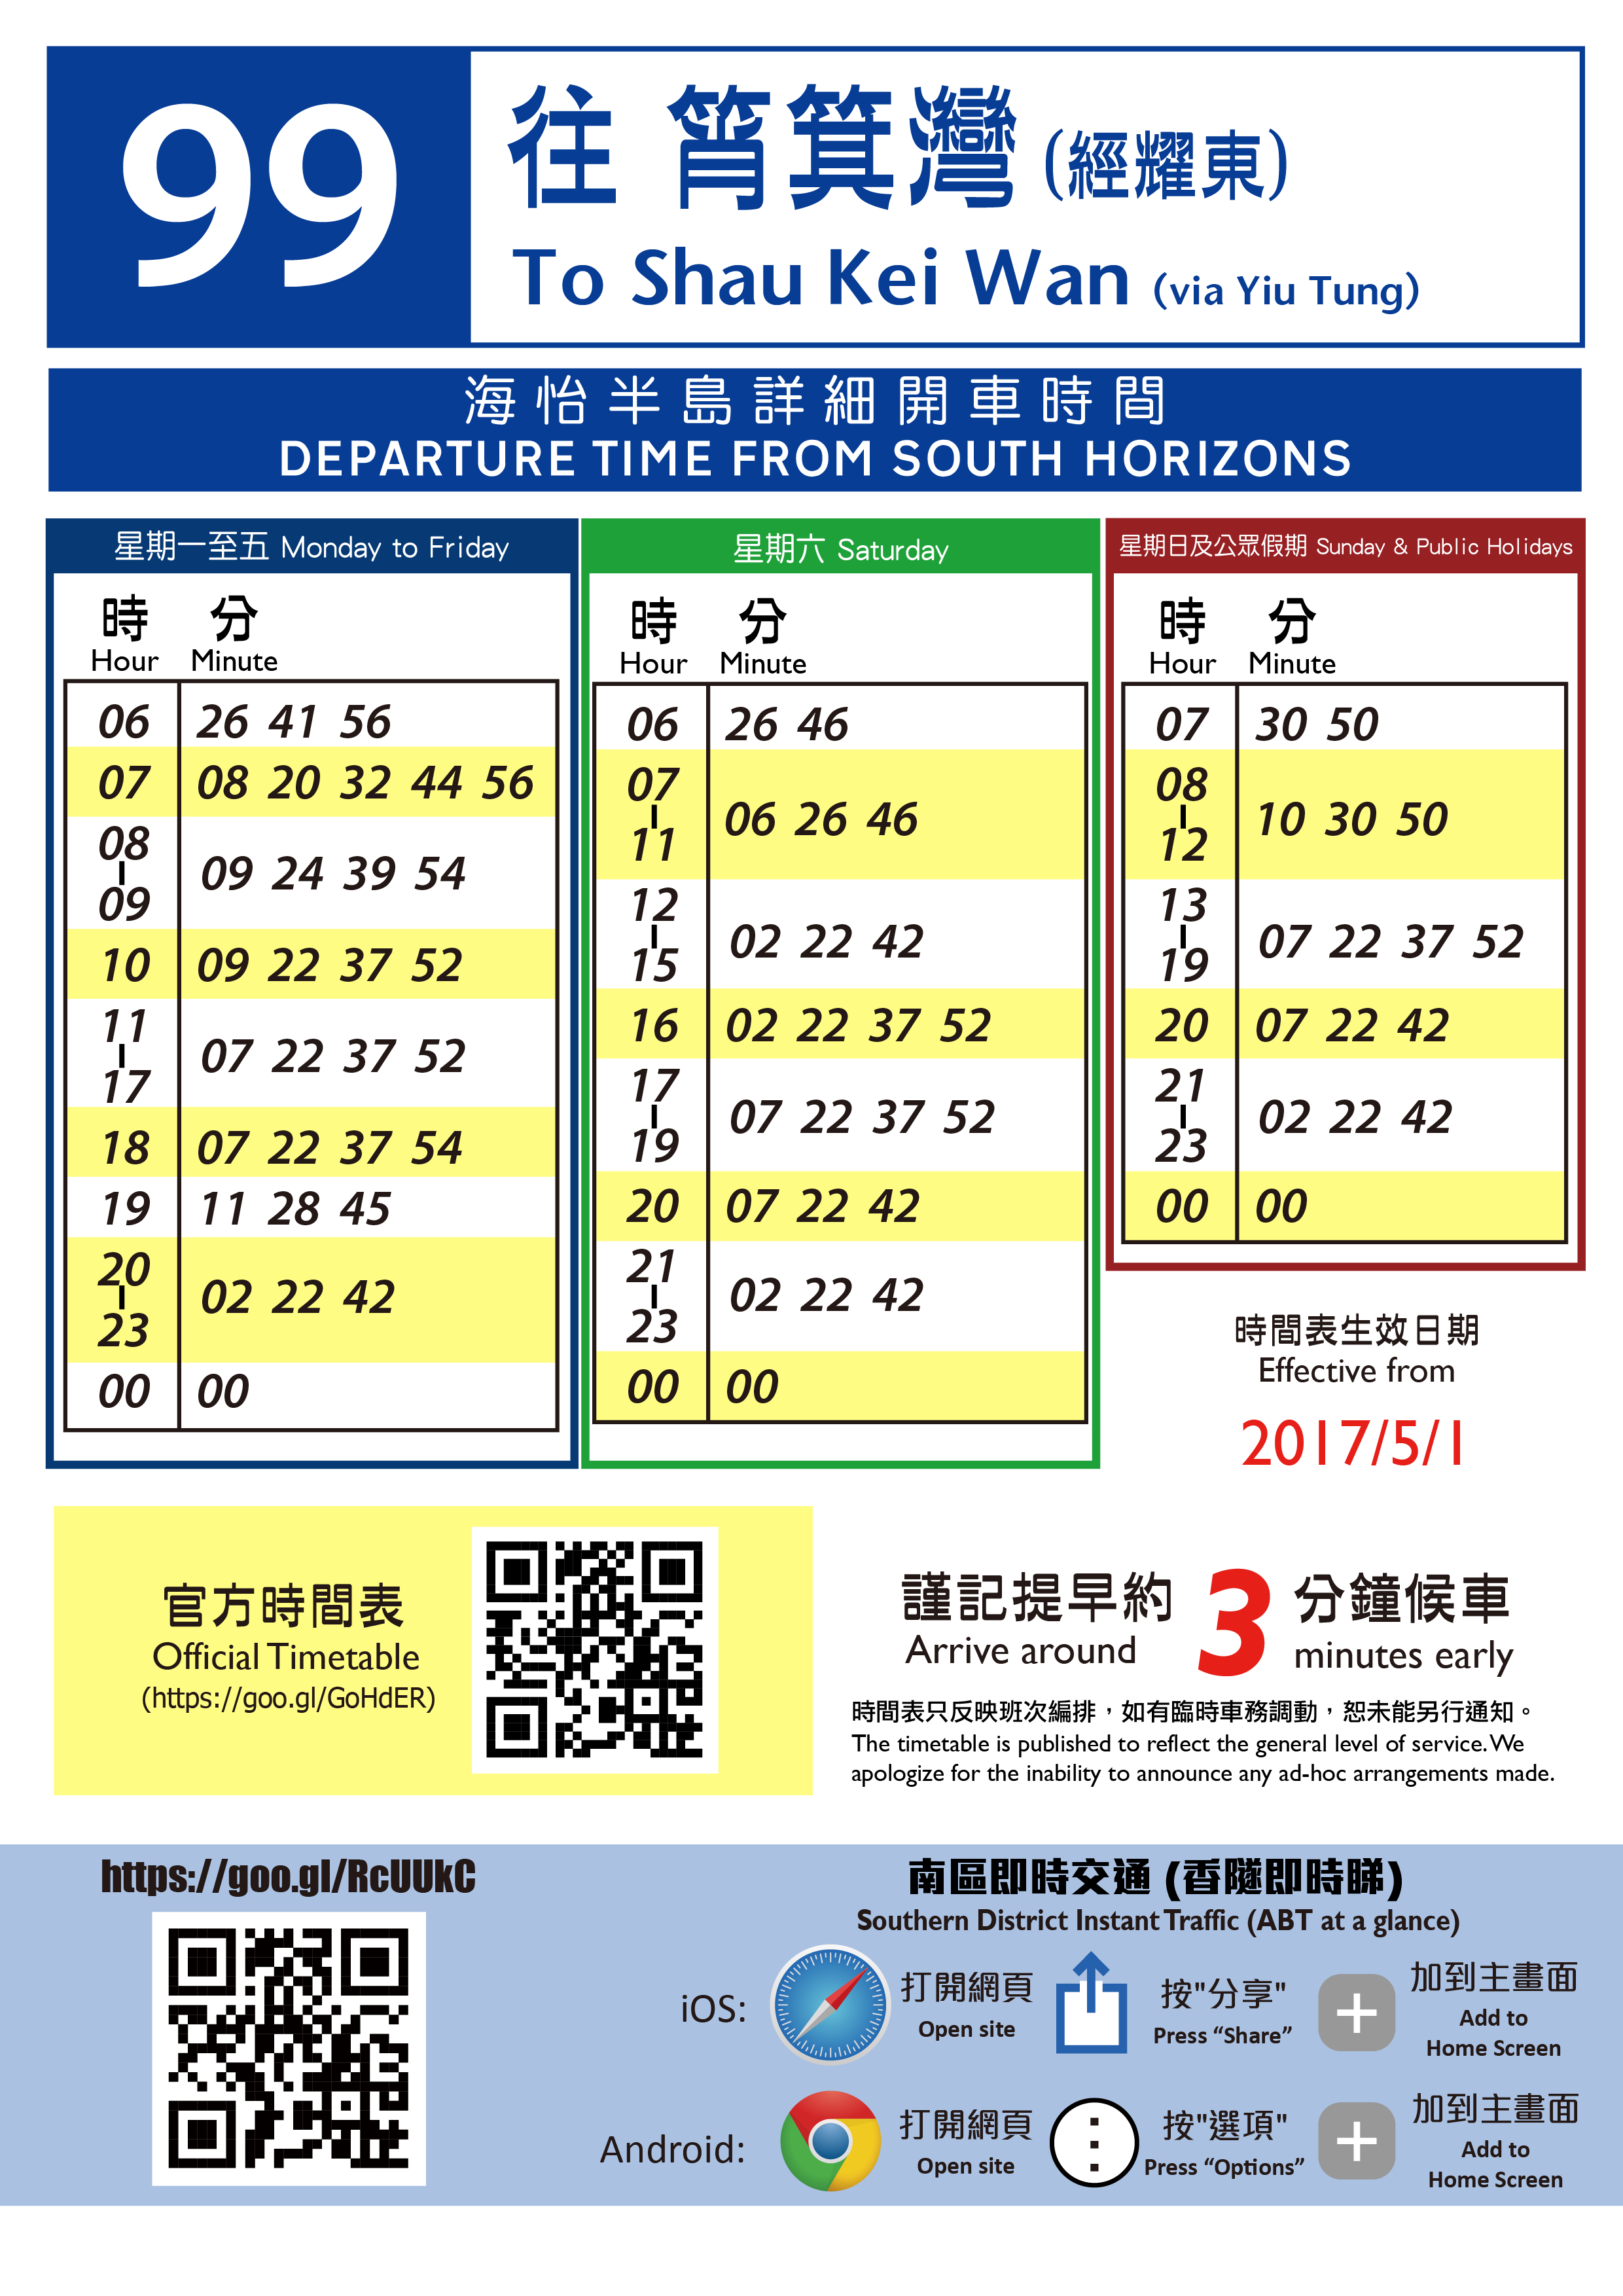 99
往 筲箕灣 (經耀東)
To Shau Kei Wan (via Yiu Tung)
海怡半島詳細開車時間
DEPARTURE TIME FROM SOUTH HORIZONS
星期一至五 Monday to Friday
時 分
Hour Minute
06 26 41 56
07 08 20 32 44 56
08
09 24 39 54
09
10 09 22 37 52
11
07 22 37 52
17
18 07 22 37 54
19 11 28 45
20
02 22 42
23
00 00
星期六 Saturday
時 分
Hour Minute
06 26 46
07
06 26 46
11
12
02 22 42
15
16 02 22 37 52
17
07 22 37 52
19
20 07 22 42
21
02 22 42
23
00 00
星期日及公眾假期 Sunday & Public Holidays
時 分
Hour Minute
07 30 50
08
10 30 50
12
13
07 22 37 52
19
20 07 22 42
21
02 22 42
23
00 00
時間表生效日期
Effective from
2017/5/1
官方時間表
Official Timetable
(https://goo.gl/GoHdER)
謹記提早約 3 分鐘候車
Arrive around minutes early
時間表只反映班次編排，如有臨時車務調動，恕未能另行通知。
The timetable is published to reflect the general level of service. We
apologize for the inability to announce any ad-hoc arrangements made.
https://goo.gl/RcUUkC
南區即時交通 (香隧即時睇)
Southern District Instant Traffic (ABT at a glance)
iOS:
打開網頁
Open site
按"分享"
Press “Share”
加到主畫面
Add to
Home Screen
Android:
打開網頁
Open site
按"選項"
Press “Options”
加到主畫面
Add to
Home Screen